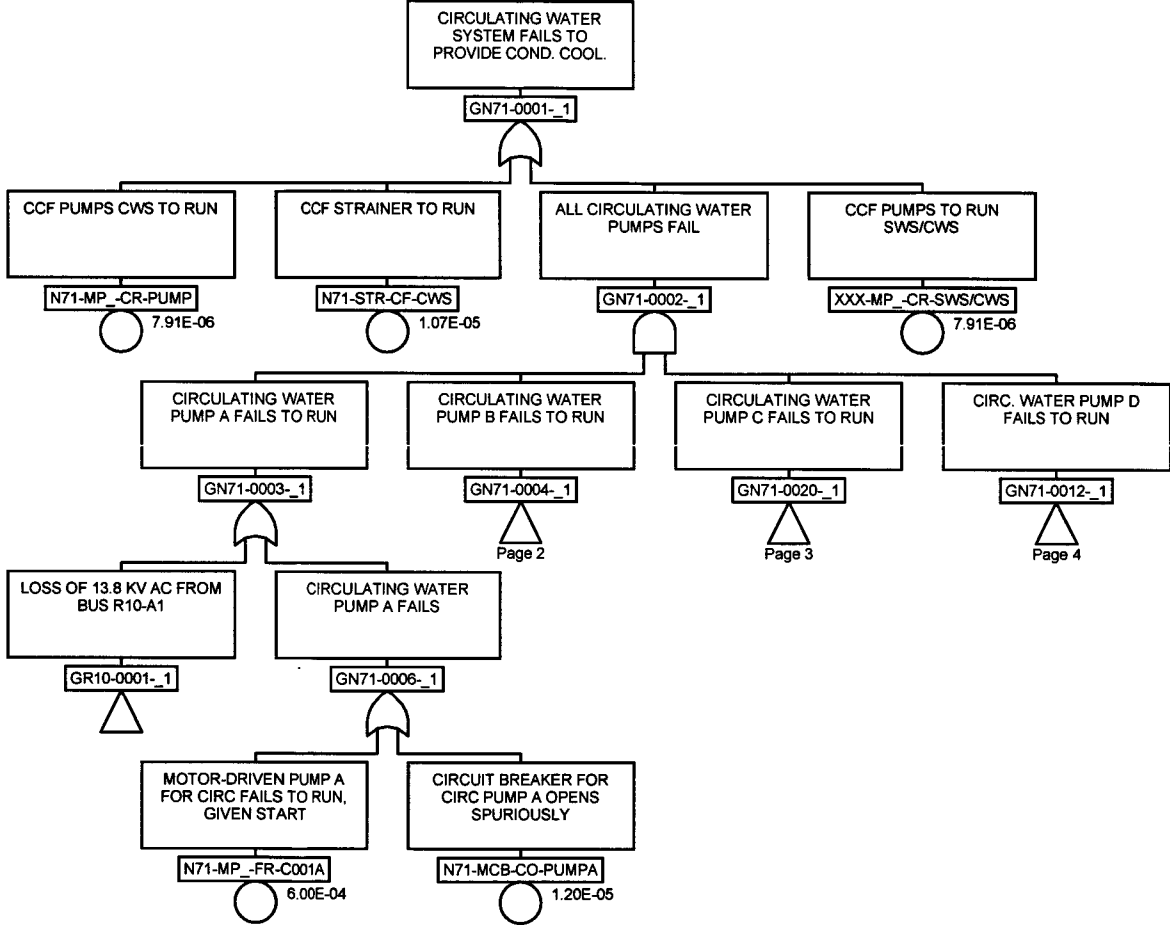 CIRCULATING WATER
SYSTEM FAILS TO
PROVIDE COND. COOL.
GN71-0001-_1
CCF PUMPS CWS TO RUN
N71-MP_-CR-PUMP
7.91E-06
CCF STRAINER TO RUN
N71-STR-CF-CWS
1.07E-05
ALL CIRCULATING WATER
PUMPS FAIL
GN71-0002-_1
CCF PUMPS TO RUN
SWS/CWS
XXX-MP_-CR-SWS/CWS
7.91E-06
CIRCULATING WATER
PUMP A FAILS TO RUN
GN71-0003-_1
CIRCULATING WATER
PUMP B FAILS TO RUN
GN71-0004-_1
Page 2
CIRCULATING WATER
PUMP C FAILS TO RUN
GN71-0020-_1
Page 3
CIRC. WATER PUMP D
FAILS TO RUN
GN71-0012-_1
Page 4
LOSS OF 13.8 KV AC FROM
BUS R10-A1
GR10-0001-_1
CIRCULATING WATER
PUMP A FAILS
GN71-0006-_1
MOTOR-DRIVEN PUMP A
FOR CIRC FAILS TO RUN,
GIVEN START
N71-MP_-FR-C001A
6.00E-04
CIRCUIT BREAKER FOR
CIRC PUMP A OPENS
SPURIOUSLY
N71-MCB-CO-PUMPA
1.20E-05